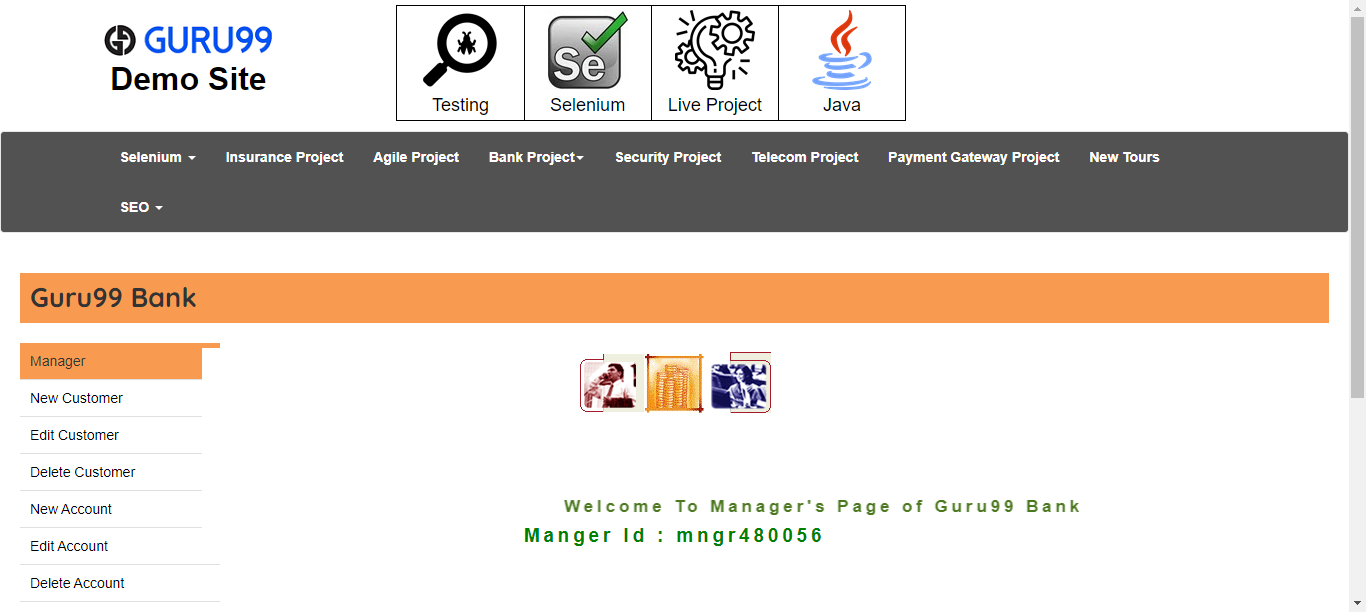 GURU99
Demo Site
Se
Testing Selenium Live Project Java
Selenium Insurance Project Agile Project Bank Project Security Project Telecom Project Payment Gateway Project New Tours
SEO
Guru99 Bank
Manager
New Customer
Edit Customer
Delete Customer
New Account
Edit Account
Delete Account
Welcome To Manager's Page of Guru99 Bank
Manger Id : mngr480056